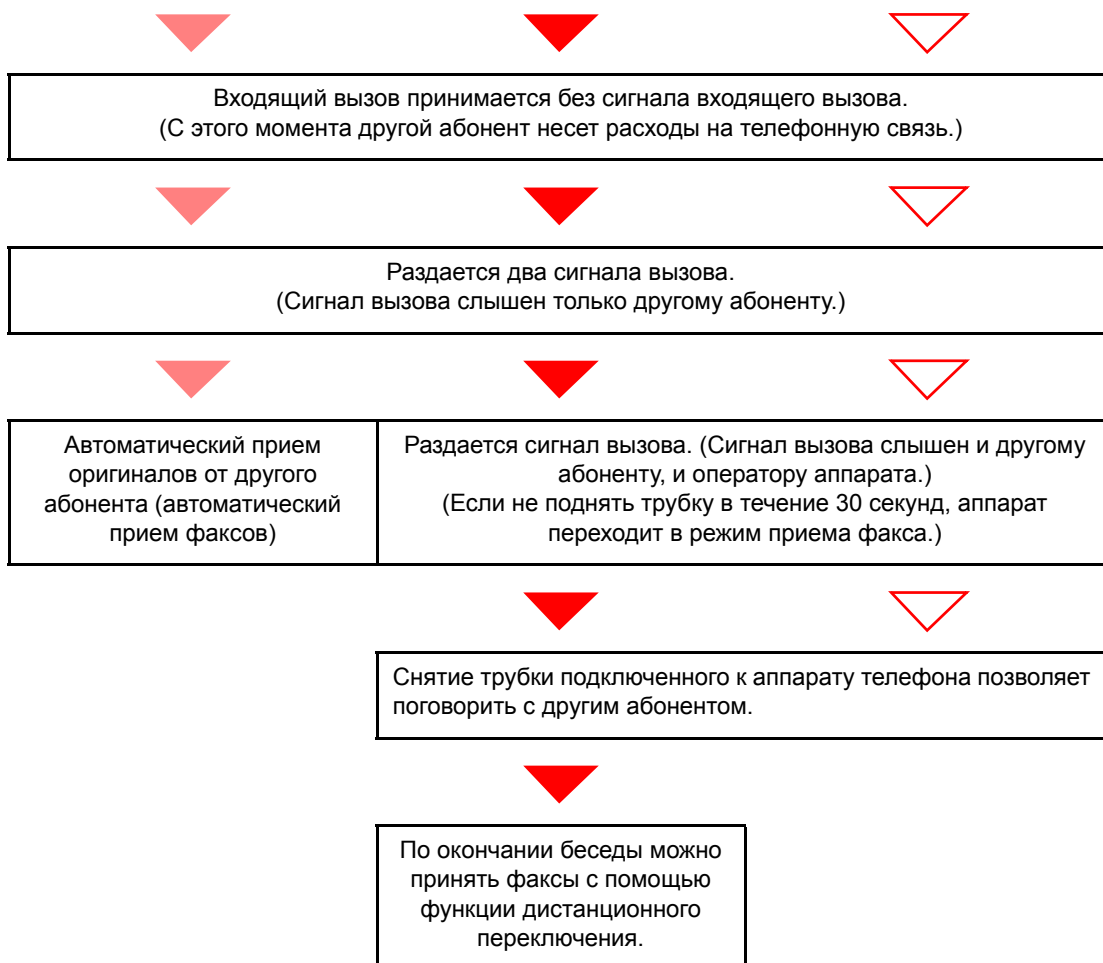 Входящий вызов принимается без сигнала входящего вызова.
(С этого момента другой абонент несет расходы на телефонную связь.)
Раздается два сигнала вызова.
(Сигнал вызова слышен только другому абоненту.)
Автоматический прием
оригиналов от другого
абонента (автоматический
прием факсов)
Раздается сигнал вызова. (Сигнал вызова слышен и другому
абоненту, и оператору аппарата.)
(Если не поднять трубку в течение 30 секунд, аппарат
переходит в режим приема факса.)
Снятие трубки подключенного к аппарату телефона позволяет
поговорить с другим абонентом.
По окончании беседы можно
принять факсы с помощью
функции дистанционного
переключения.